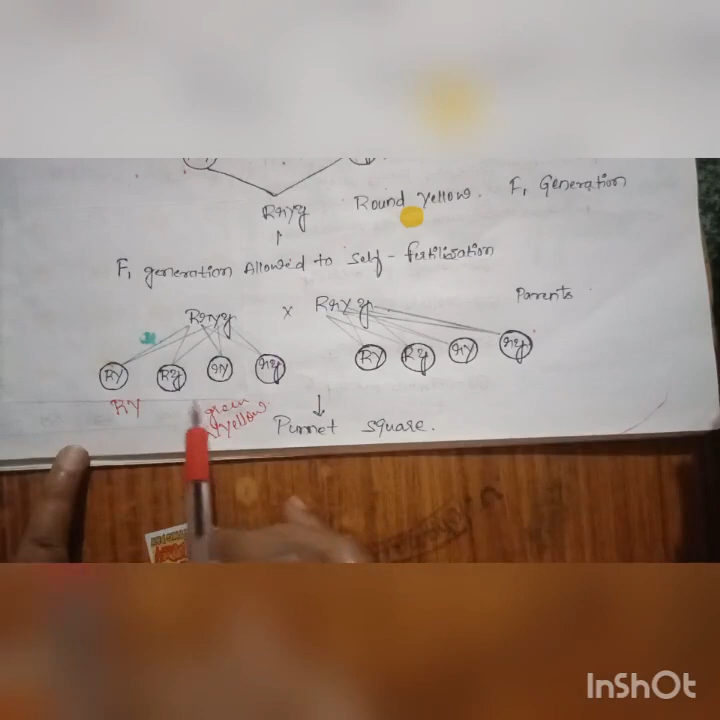 RrYy Round Yellow. F1 Generation
F1 generation Allowed to self-fertilisation
Parents
RrYy x RrYy
RY Ry rY ry RY Ry rY ry
RY green
yellow
Punnet square.
InShOt